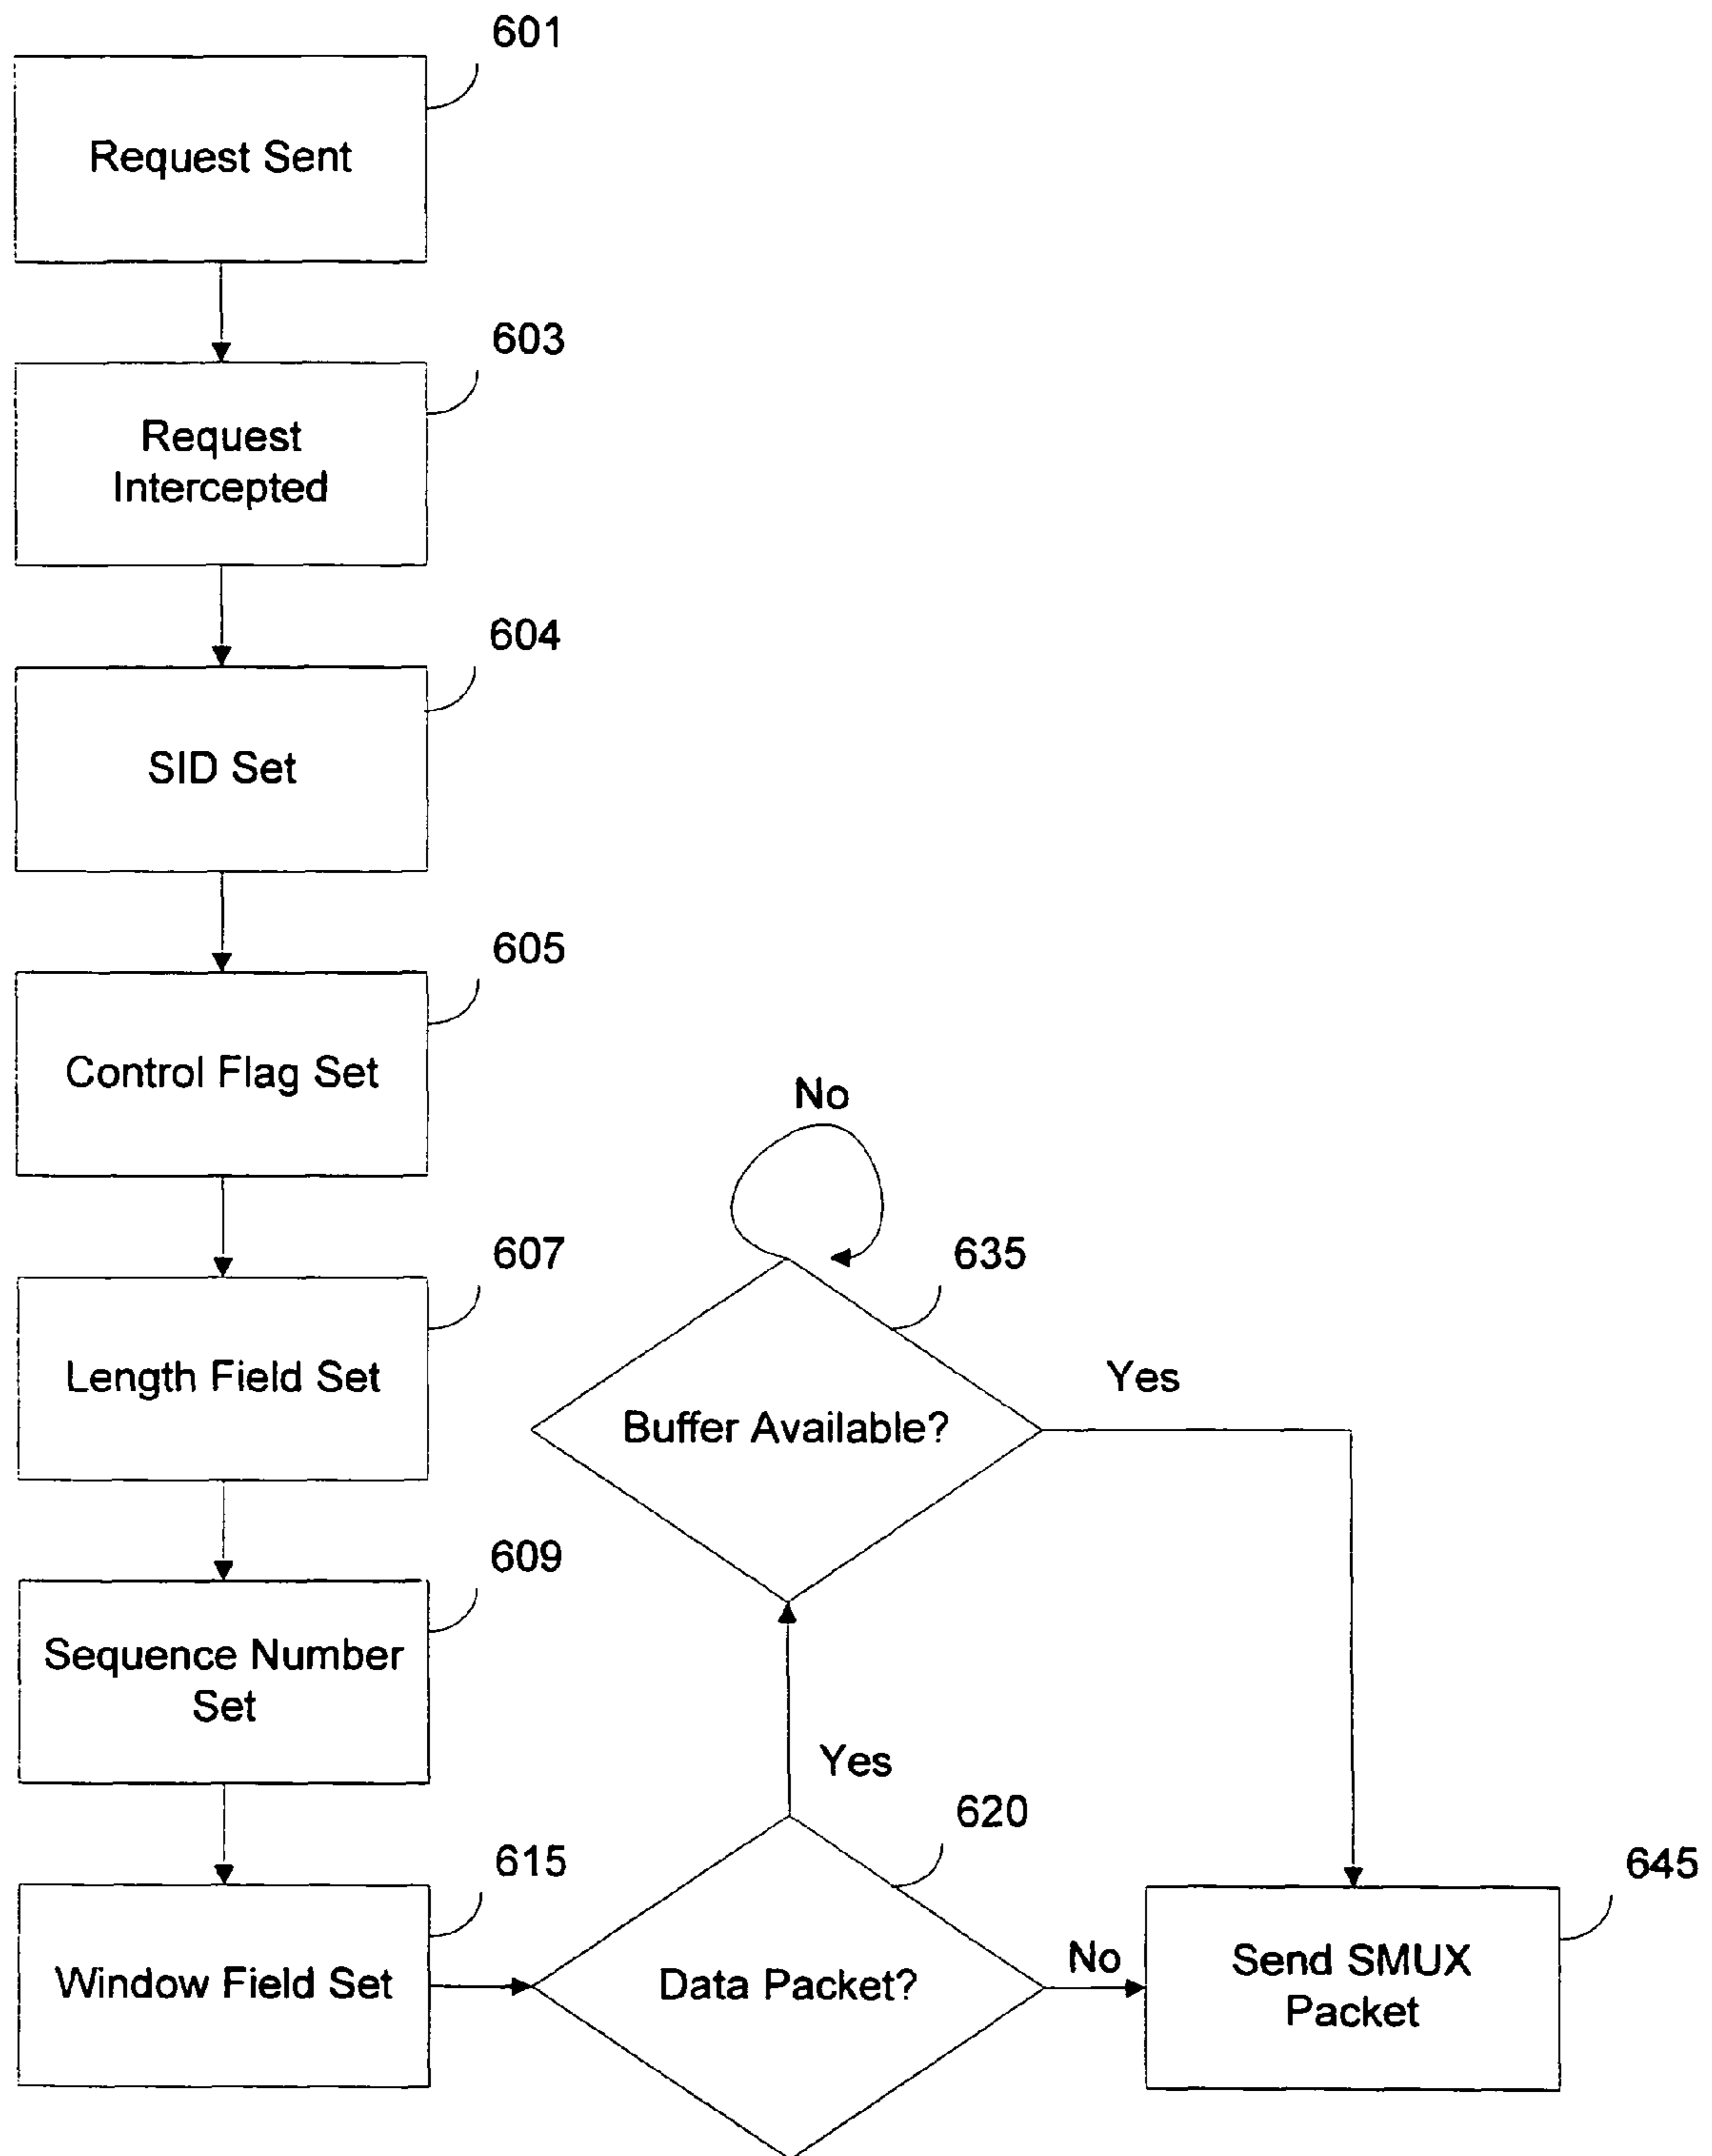 601
Request Sent
603
Request
Intercepted
604
SID Set
605
Control Flag Set
607
Length Field Set
609
Sequence Number
Set
615
Window Field Set
No
635
Buffer Available?
Yes
Yes
620
Data Packet?
No
645
Send SMUX
Packet